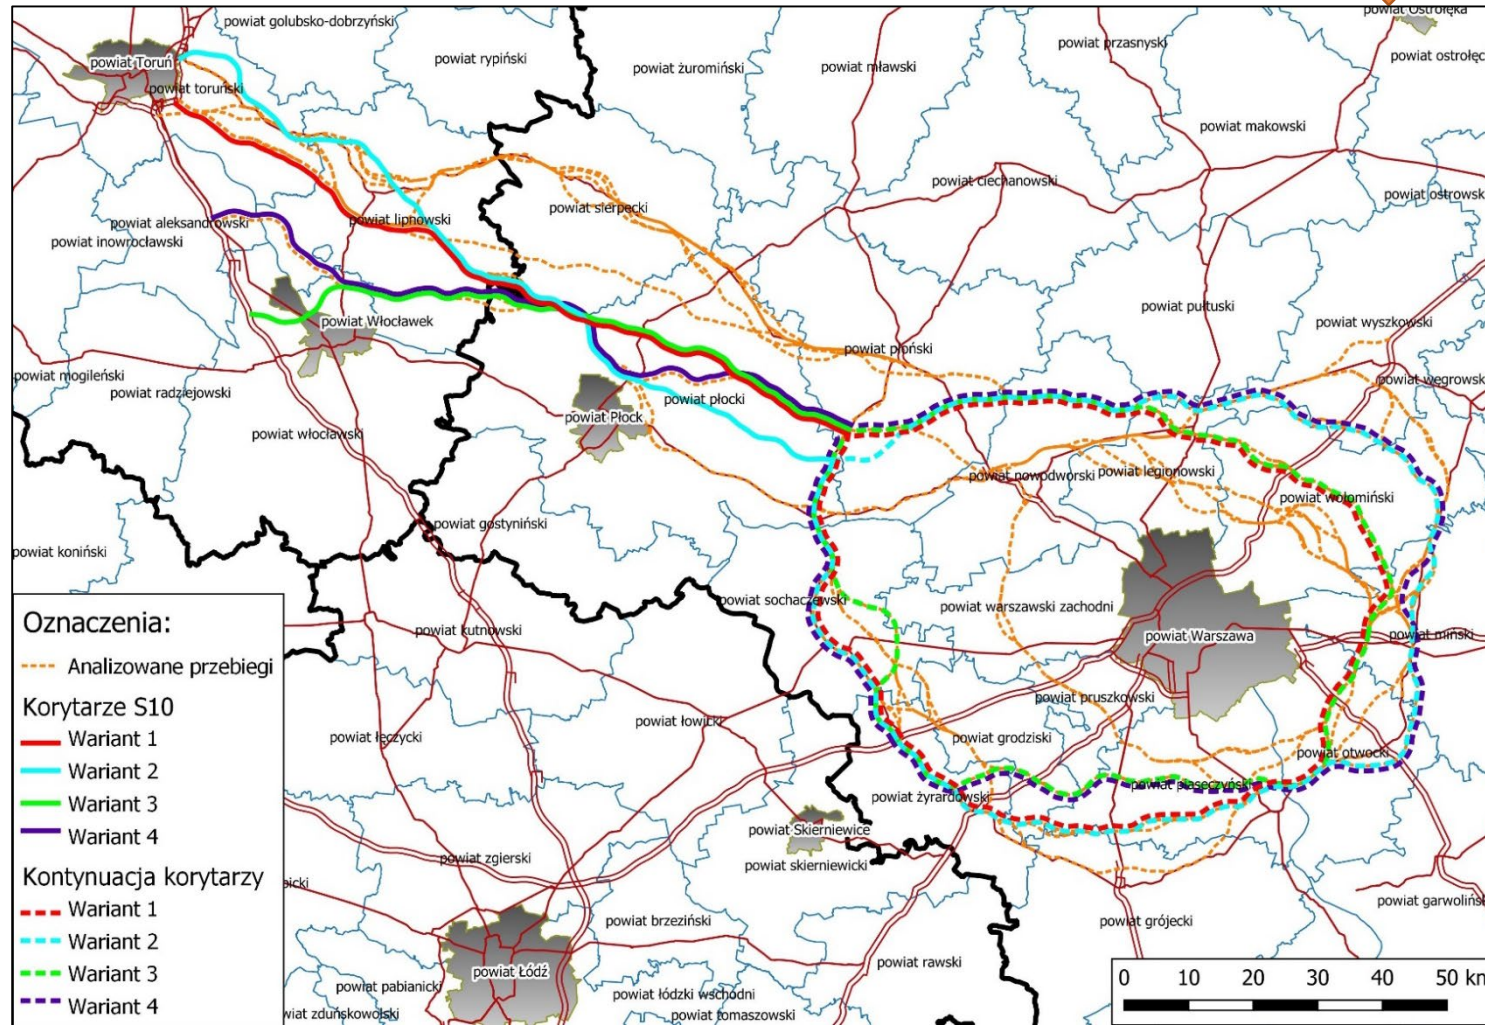 powiat golubsko-dobrzyński
powiat Ostrołęka
powiat Toruń
powiat rypiński
powiat żuromiński
powiat mławski
powiat przasnyski
powiat ostrołęc
powiat toruński
powiat makowski
powiat ciechanowski
powiat ostrowsk
powiat aleksandrowski
powiat lipnowski
powiat sierpecki
powiat inowrocławski
powiat pułtuski
powiat Włocławek
powiat płoński
powiat wyszkowski
powiat mogileński
powiat radziejowski
powiat płocki
powiat węgrowsk
powiat Płock
powiat włocławski
powiat nowodworski
powiat legionowski
powiat wołomiński
powiat gostyniński
powiat koniński
powiat sochaczewski
powiat warszawski zachodni
powiat kutnowski
powiat Warszawa
powiat miński
powiat łowicki
powiat pruszkowski
powiat łęczycki
powiat grodziski
powiat otwocki
powiat żyrardowski
powiat piaseczyński
powiat Skierniewice
powiat zgierski
powiat skierniewicki
bicki
powiat brzeziński
powiat grójecki
powiat garwolińsk
powiat Łódź
powiat rawski
powiat pabianicki
powiat łódzki wschodni
wiat zduńskowolski
powiat tomaszowski
Oznaczenia:
Analizowane przebiegi
Korytarze S10
Wariant 1
Wariant 2
Wariant 3
Wariant 4
Kontynuacja korytarzy
Wariant 1
Wariant 2
Wariant 3
Wariant 4
0 10 20 30 40 50 km